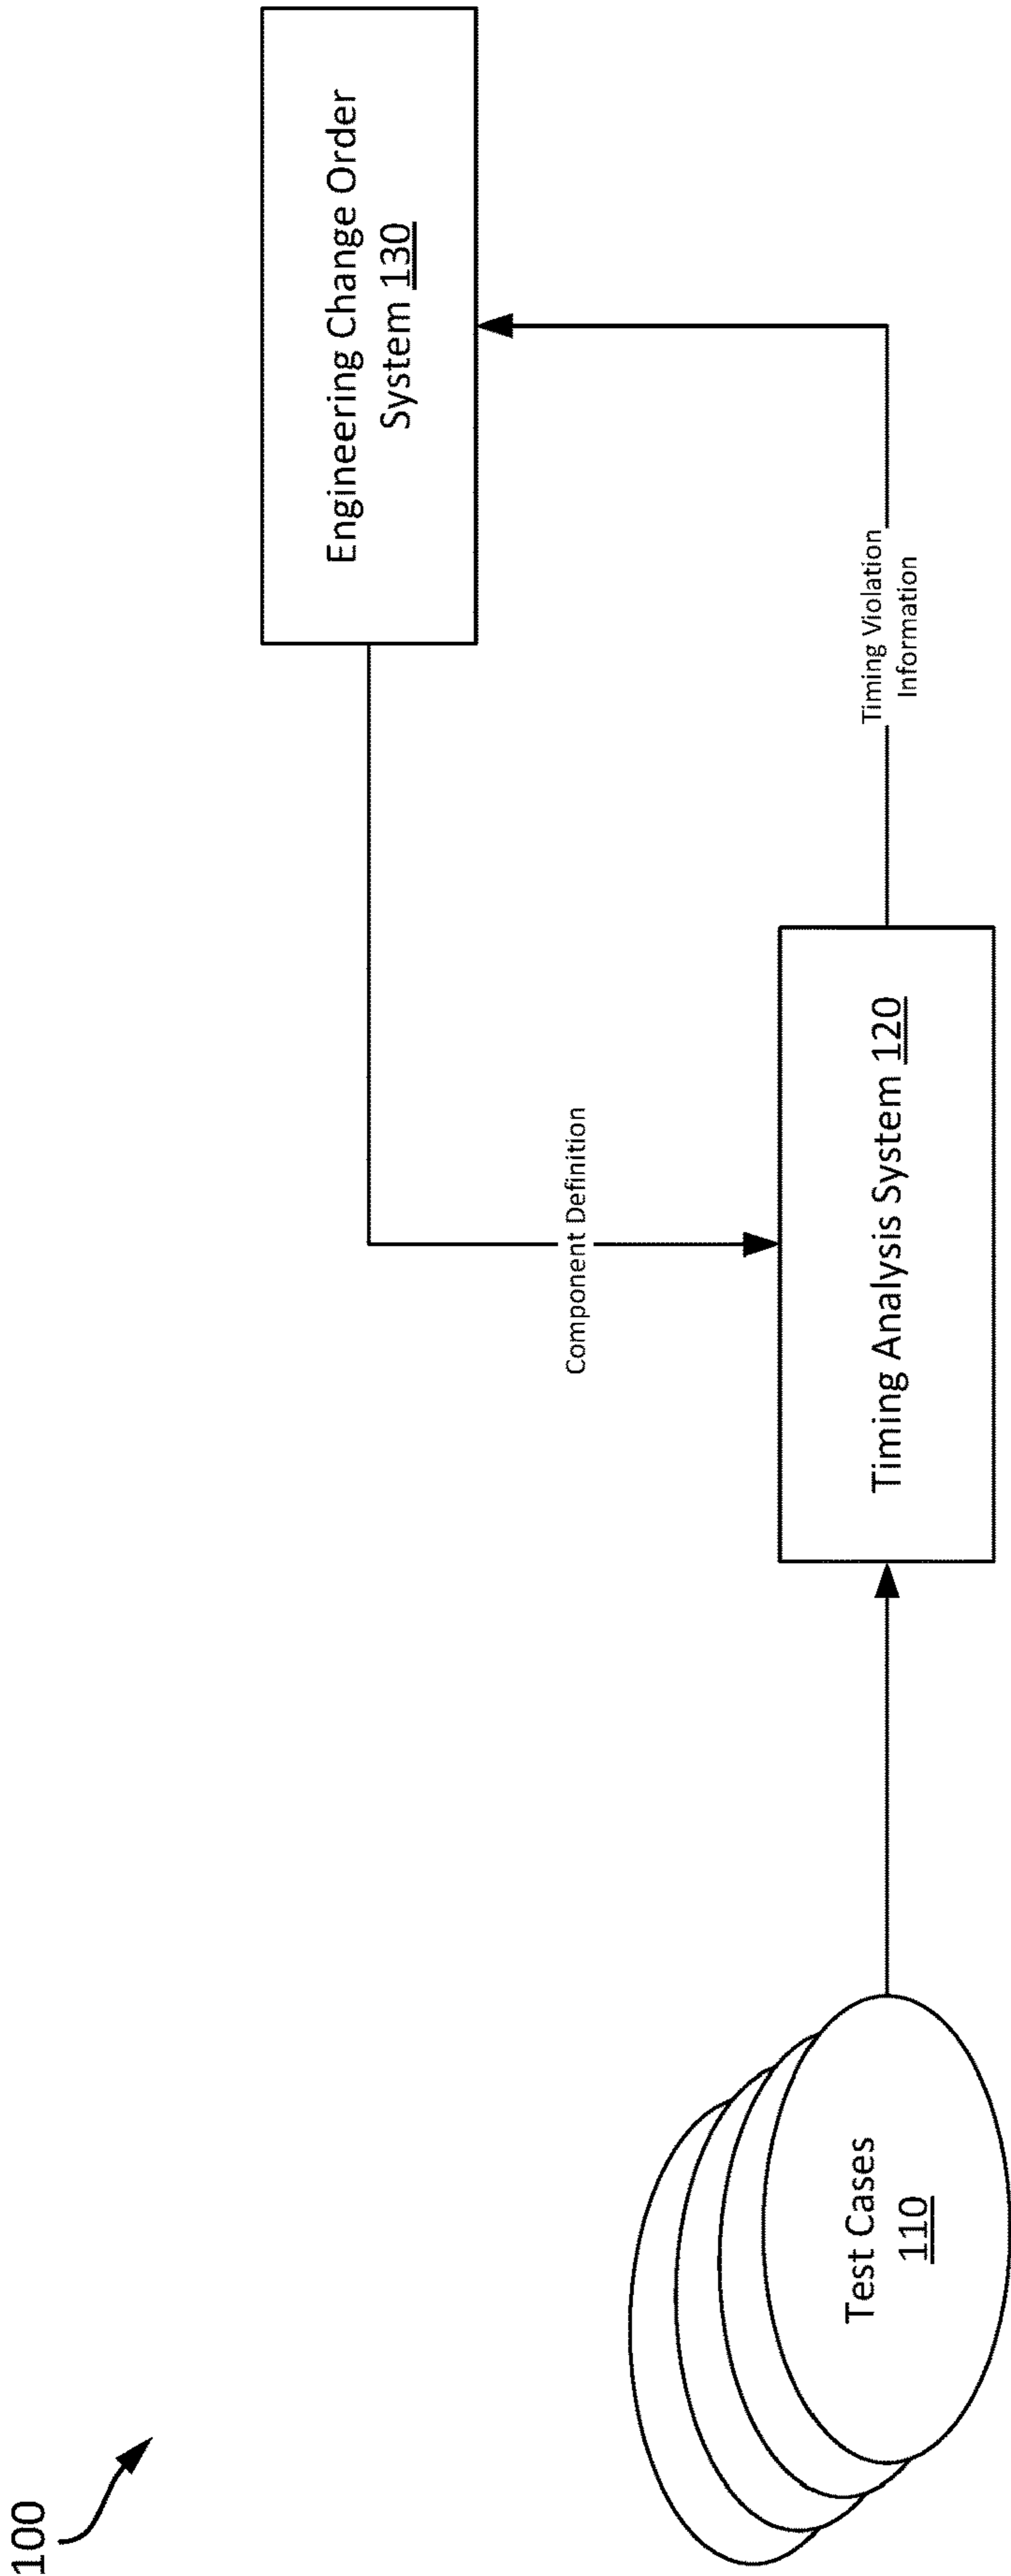 100
Engineering Change Order
System 130
Component Definition
Timing Violation
Information
Timing Analysis System 120
Test Cases
110